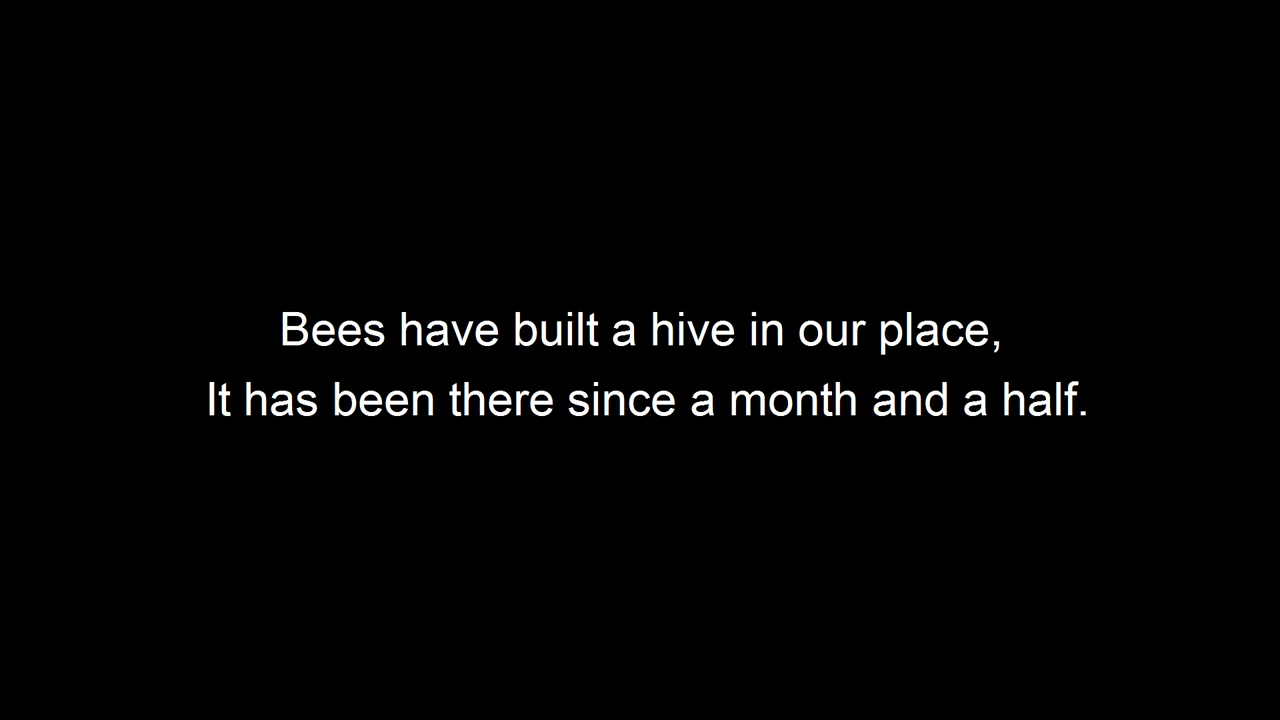 Bees have built a hive in our place,
It has been there since a month and a half.